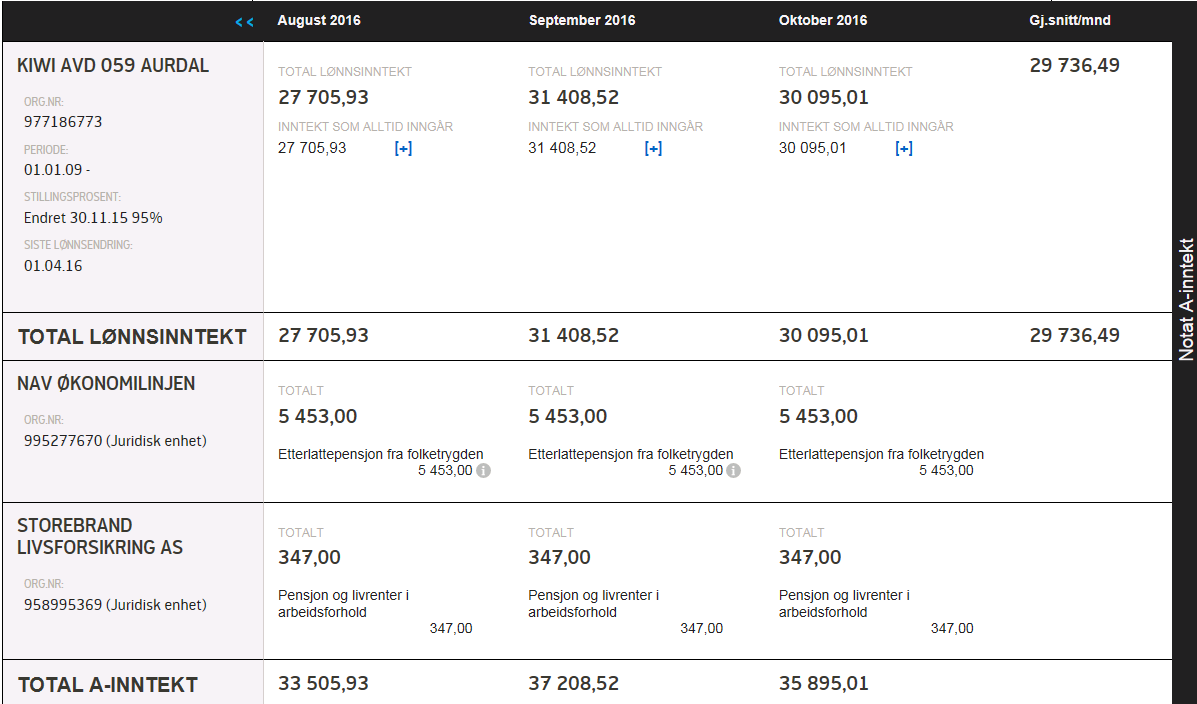 << August 2016 September 2016 Oktober 2016 Gj.snitt/mnd
KIWI AVD 059 AURDAL
ORG.NR:
977186773
PERIODE:
01.01.09 -
STILLINGSPROSENT:
Endret 30.11.15 95%
SISTE LØNNSENDRING:
01.04.16
TOTAL LØNNSINNTEKT TOTAL LØNNSINNTEKT TOTAL LØNNSINNTEKT
27 705,93 31 408,52 30 095,01 29 736,49
INNTEKT SOM ALLTID INNGÅR INNTEKT SOM ALLTID INNGÅR INNTEKT SOM ALLTID INNGÅR
27 705,93 [+] 31 408,52 [+] 30 095,01 [+]
TOTAL LØNNSINNTEKT 27 705,93 31 408,52 30 095,01 29 736,49
NAV ØKONOMILINJEN
ORG.NR:
995277670 (Juridisk enhet)
TOTALT TOTALT TOTALT
5 453,00 5 453,00 5 453,00
Etterlattepensjon fra folketrygden Etterlattepensjon fra folketrygden Etterlattepensjon fra folketrygden
5 453,00 i 5 453,00 i 5 453,00
STOREBRAND
LIVSFORSIKRING AS
ORG.NR:
958995369 (Juridisk enhet)
TOTALT TOTALT TOTALT
347,00 347,00 347,00
Pensjon og livrenter i Pensjon og livrenter i Pensjon og livrenter i
arbeidsforhold arbeidsforhold arbeidsforhold
347,00 347,00 347,00
TOTAL A-INNTEKT 33 505,93 37 208,52 35 895,01
Notat A-inntekt